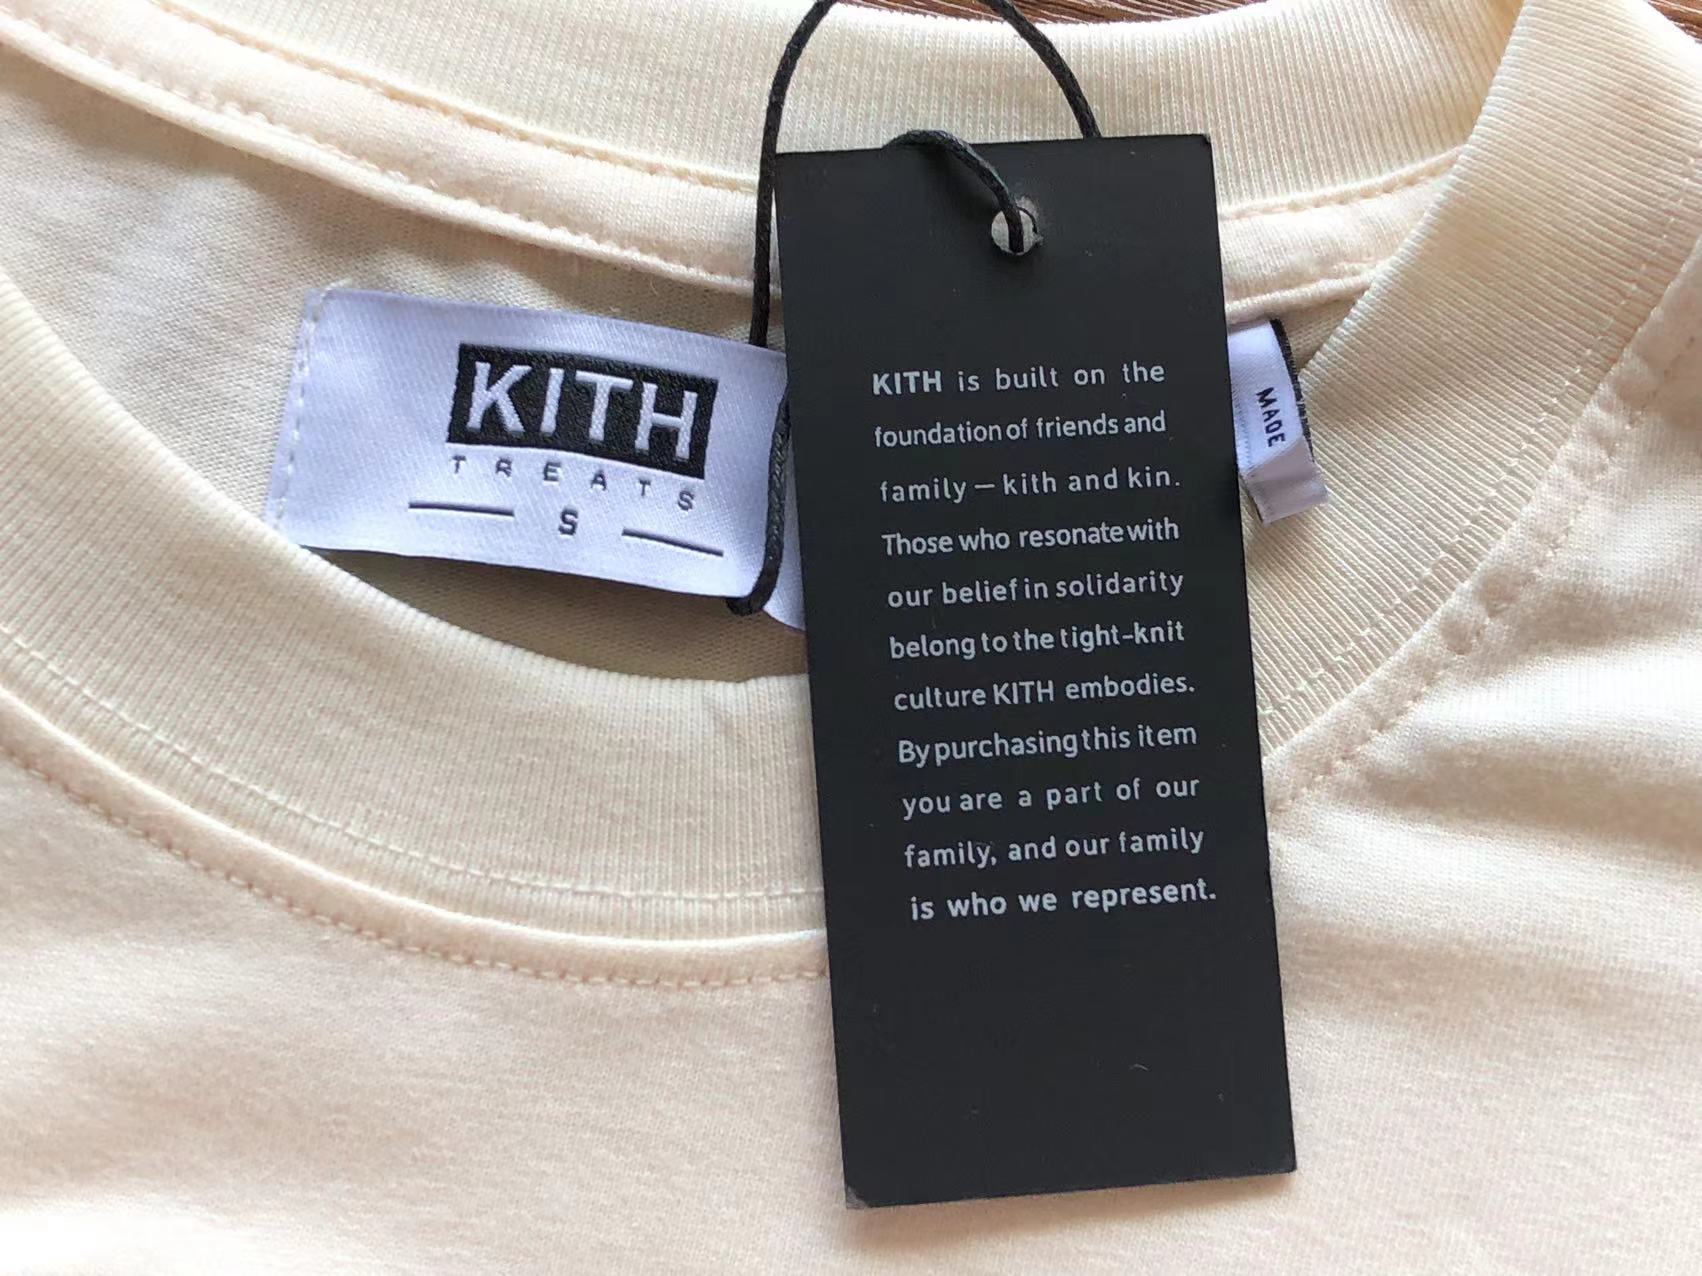 KITH
TREATS
S
KITH is built on the
foundation of friends and
family — kith and kin.
Those who resonate with
our belief in solidarity
belong to the tight-knit
culture KITH embodies.
By purchasing this item
you are a part of our
family, and our family
is who we represent.
MADE